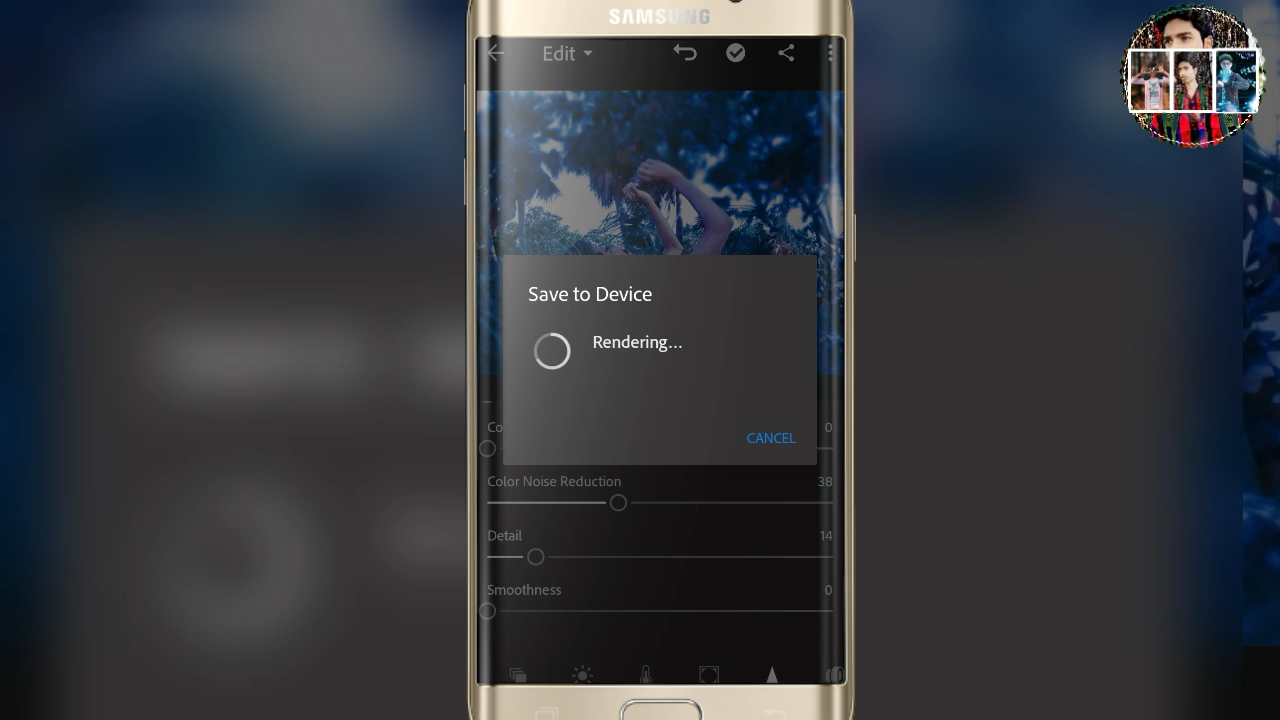 SAMSUNG
Edit
Save to Device
Rendering...
CANCEL
Co
0
Color Noise Reduction
38
Detail
14
Smoothness
0